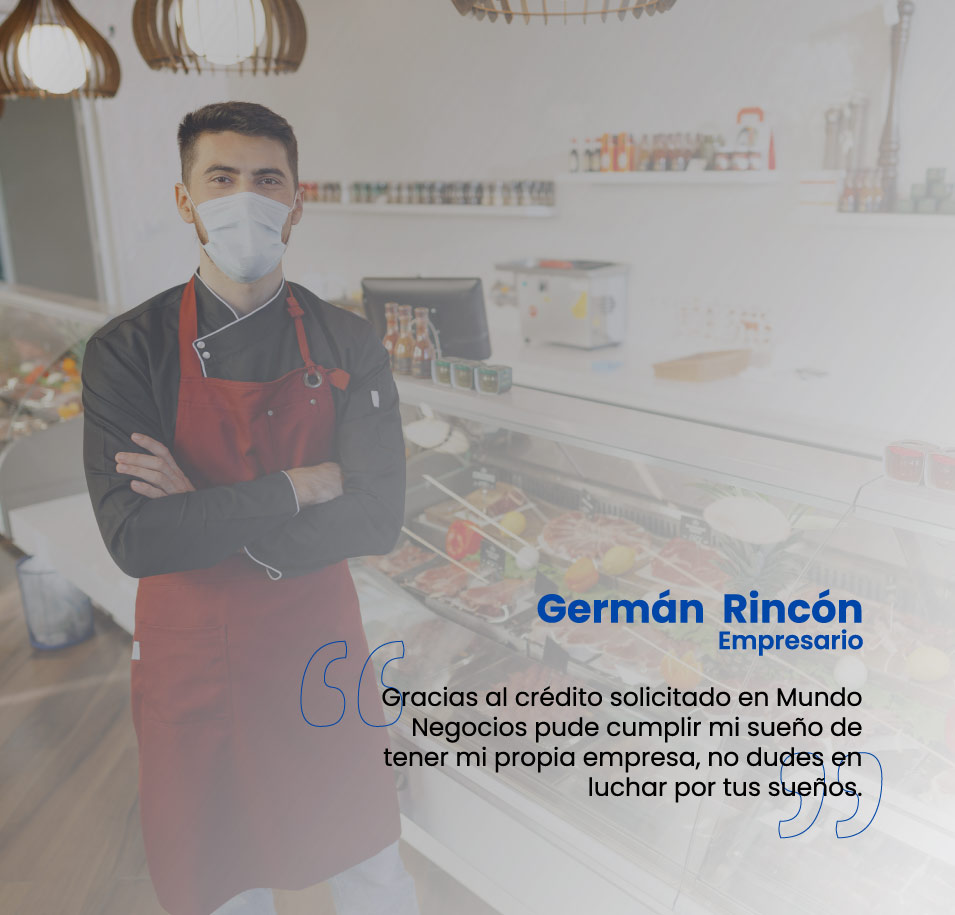 Germán Rincón
Empresario
Gracias al crédito solicitado en Mundo
Negocios pude cumplir mi sueño de
tener mi propia empresa, no dudes en
luchar por tus sueños.